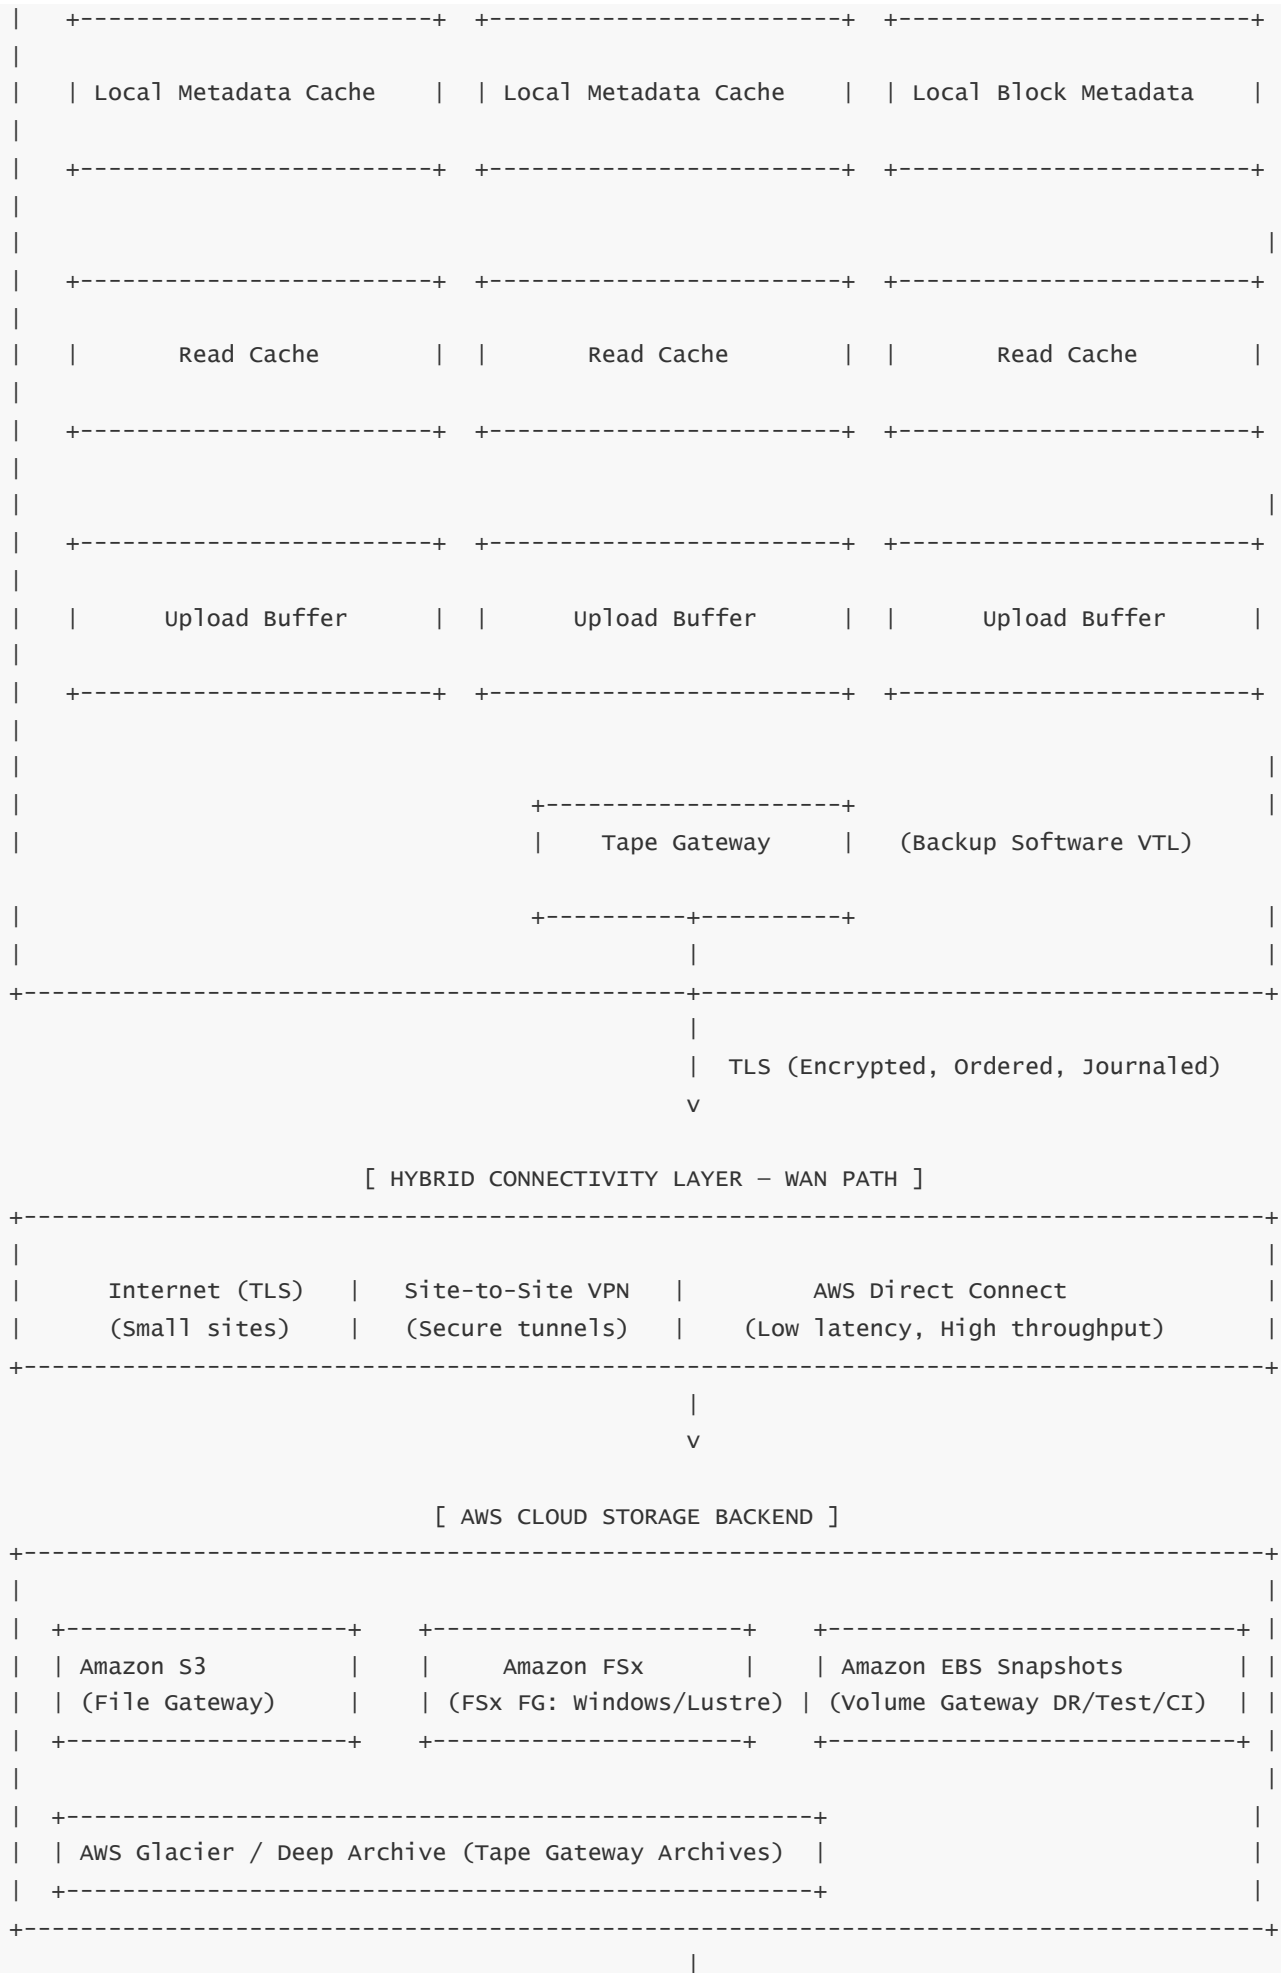 |   +-------------------------+  +-------------------------+  +-------------------------+
|
|   | Local Metadata Cache    |  | Local Metadata Cache    |  | Local Block Metadata    |
|
|   +-------------------------+  +-------------------------+  +-------------------------+
|
|                                                                                         |
|   +-------------------------+  +-------------------------+  +-------------------------+
|
|   |       Read Cache        |  |       Read Cache        |  |       Read Cache        |
|
|   +-------------------------+  +-------------------------+  +-------------------------+
|
|                                                                                         |
|   +-------------------------+  +-------------------------+  +-------------------------+
|
|   |      Upload Buffer      |  |      Upload Buffer      |  |      Upload Buffer      |
|
|   +-------------------------+  +-------------------------+  +-------------------------+
|
|                                                                                         |
|                                    +---------------------+                              |
|                                    |    Tape Gateway     |   (Backup Software VTL)
|                                    +----------+----------+                              |
|                                               |                                         |
+-----------------------------------------------+----------------------------------------+
                                                |
                                                |  TLS (Encrypted, Ordered, Journaled)
                                                v
                         [ HYBRID CONNECTIVITY LAYER — WAN PATH ]
+----------------------------------------------------------------------------------------+
|                                                                                        |
|      Internet (TLS)   |   Site-to-Site VPN   |         AWS Direct Connect              |
|      (Small sites)    |   (Secure tunnels)   |    (Low latency, High throughput)       |
+----------------------------------------------------------------------------------------+
                                                |
                                                v
                              [ AWS CLOUD STORAGE BACKEND ]
+----------------------------------------------------------------------------------------+
|                                                                                        |
|  +--------------------+    +----------------------+    +-----------------------------+ |
|  | Amazon S3          |    |     Amazon FSx       |    | Amazon EBS Snapshots        | |
|  | (File Gateway)     |    | (FSx FG: Windows/Lustre) | (Volume Gateway DR/Test/CI)  | |
|  +--------------------+    +----------------------+    +-----------------------------+ |
|                                                                                        |
|  +-----------------------------------------------------+                              |
|  | AWS Glacier / Deep Archive (Tape Gateway Archives)  |                              |
|  +-----------------------------------------------------+                              |
+----------------------------------------------------------------------------------------+
                                                |